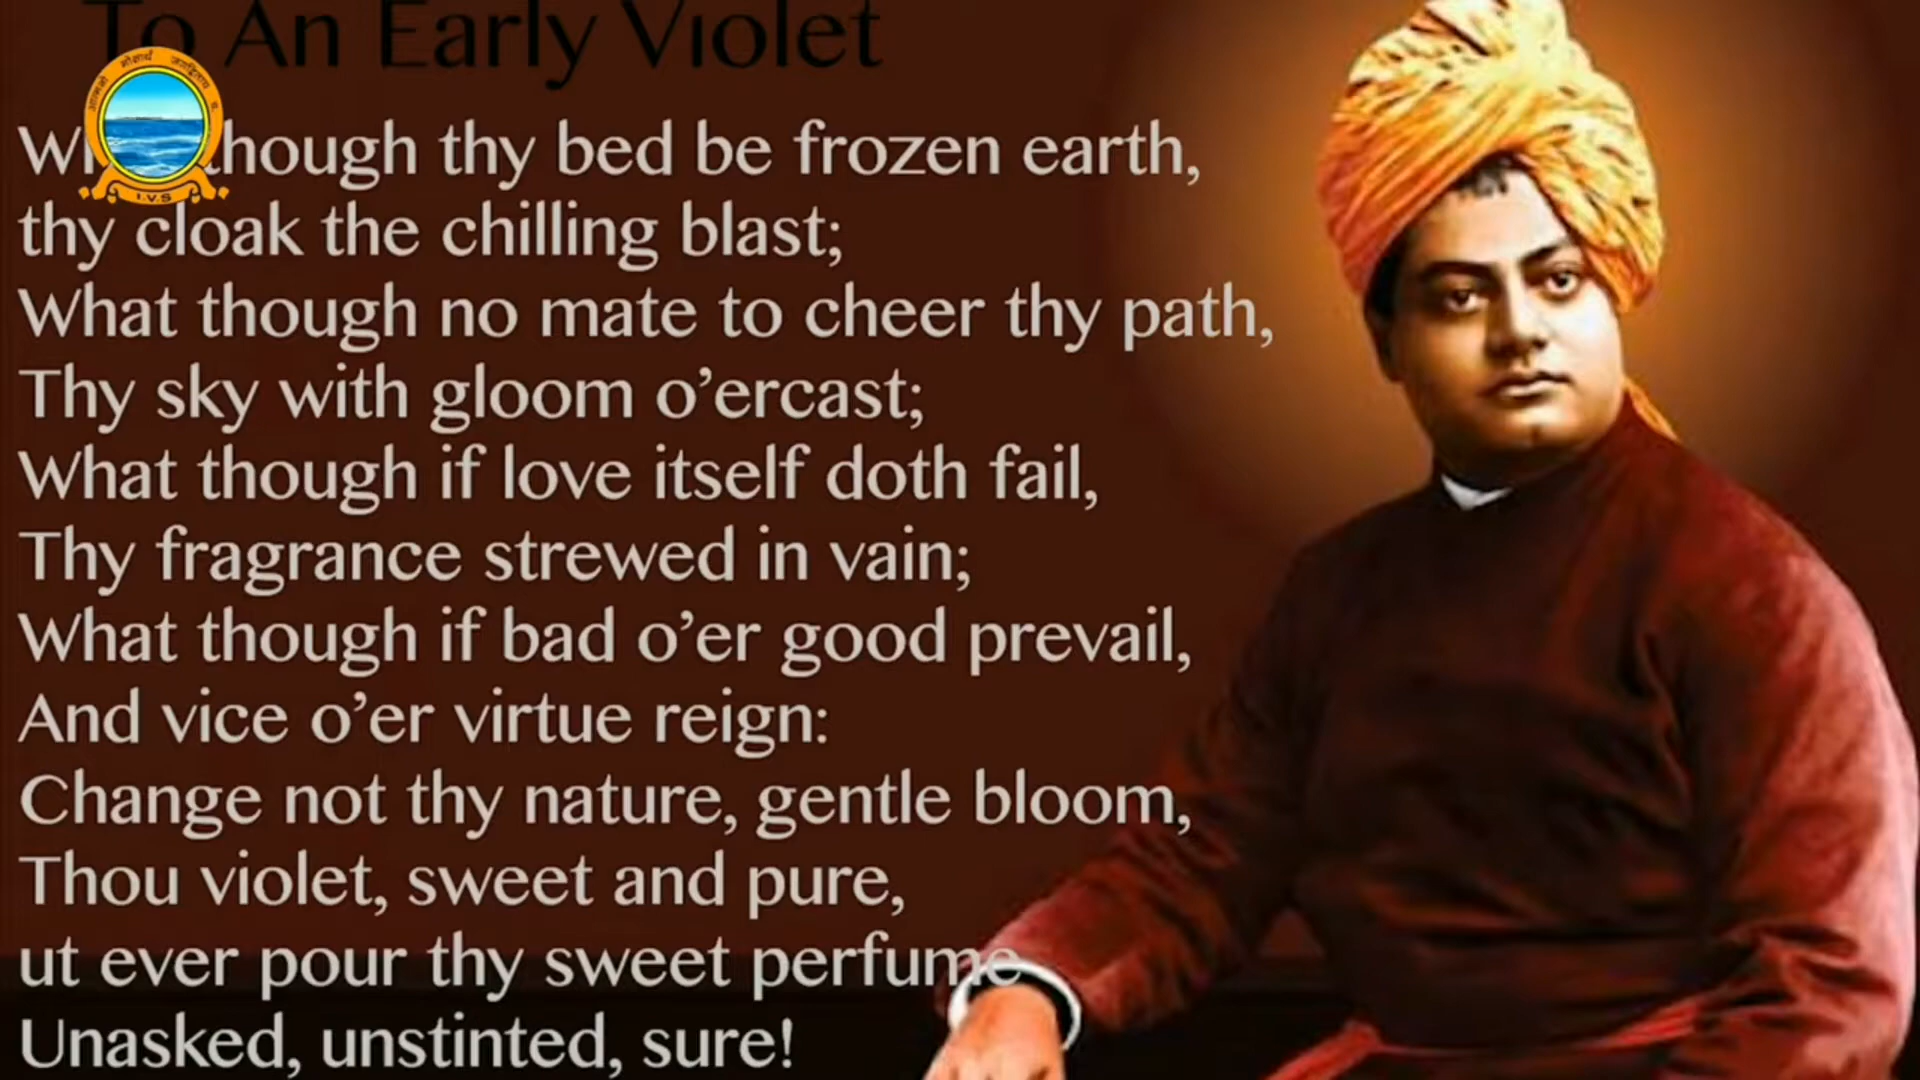 To An Early Violet
आत्मनो मोक्षार्थं जगद्धिताय च
I.V.S
though thy bed be frozen earth,
thy cloak the chilling blast;
What though no mate to cheer thy path,
Thy sky with gloom o’ercast;
What though if love itself doth fail,
Thy fragrance strewed in vain;
What though if bad o’er good prevail,
And vice o’er virtue reign:
Change not thy nature, gentle bloom,
Thou violet, sweet and pure,
ut ever pour thy sweet perfume
Unasked, unstinted, sure!